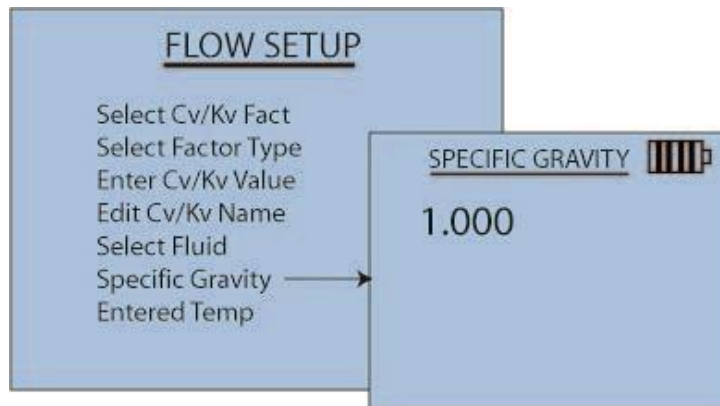 FLOW SETUP
Select Cv/Kv Fact
Select Factor Type
Enter Cv/Kv Value
Edit Cv/Kv Name
Select Fluid
Specific Gravity
Entered Temp
SPECIFIC GRAVITY
1.000